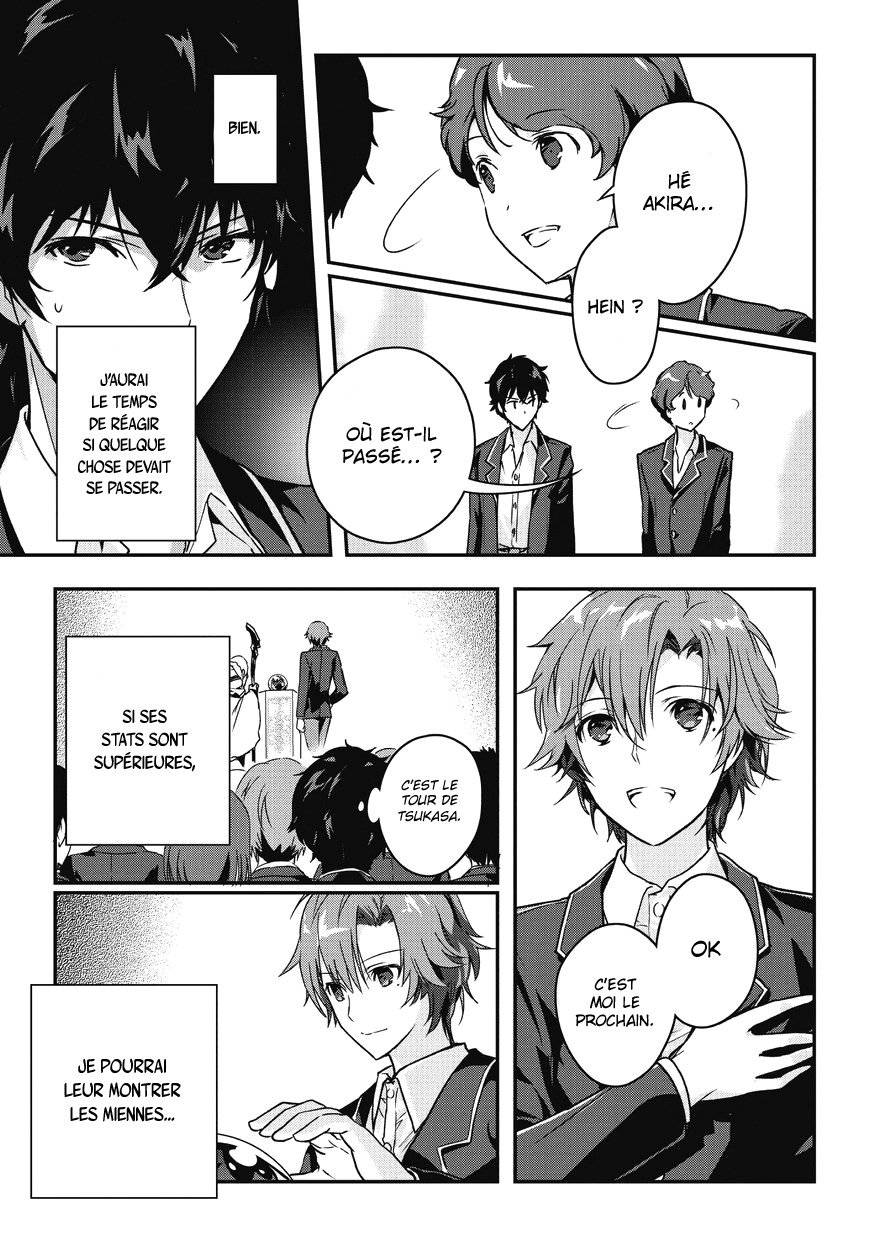 HÉ
AKIRA...
HEIN ?
OÙ EST-IL
PASSÉ... ?
BIEN.
J'AURAI
LE TEMPS
DE RÉAGIR
SI QUELQUE
CHOSE DEVAIT
SE PASSER.
OK
C'EST
MOI LE
PROCHAIN.
C'EST LE
TOUR DE
TSUKASA.
SI SES
STATS SONT
SUPÉRIEURES,
JE POURRAI
LEUR MONTRER
LES MIENNES...